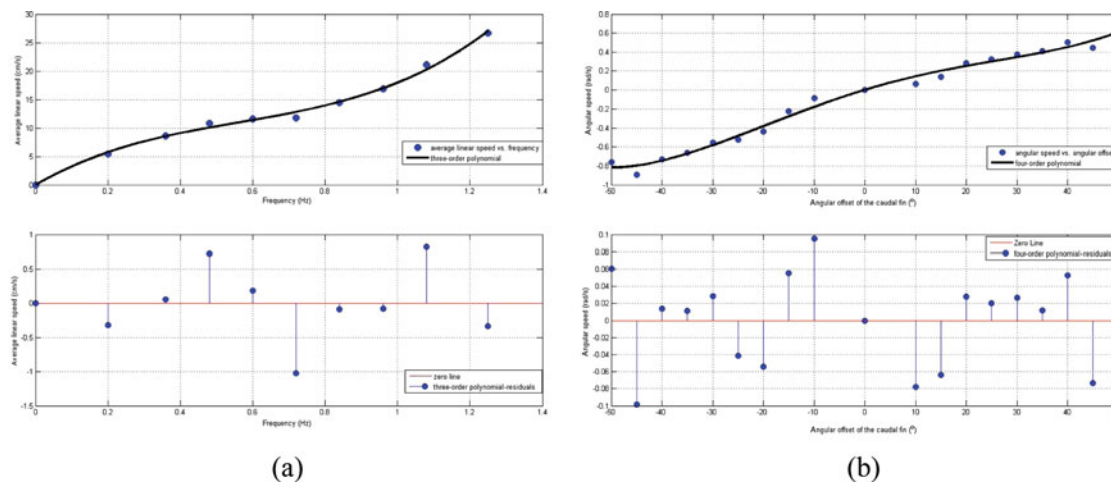 30
25
20
15
10
5
0
Average linear speed (cm/s)
average linear speed vs. frequency
three-order polynomial
0 0.2 0.4 0.6 0.8 1 1.2 1.4
Frequency (Hz)
1
0.5
0
-0.5
-1
-1.5
Average linear speed (cm/s)
zero line
three-order polynomial-residuals
0 0.2 0.4 0.6 0.8 1 1.2 1.4
Frequency (Hz)
(a)
0.8
0.6
0.4
0.2
0
-0.2
-0.4
-0.6
-0.8
-1
Angular speed (rad/s)
angular speed vs. angular offset
four-order polynomial
-50 -40 -30 -20 -10 0 10 20 30 40
Angular offset of the caudal fin (⁰)
0.1
0.08
0.06
0.04
0.02
0
-0.02
-0.04
-0.06
-0.08
-0.1
Angular speed (rad/s)
Zero Line
four-order polynomial-residuals
-50 -40 -30 -20 -10 0 10 20 30 40
Angular offset of the caudal fin (⁰)
(b)